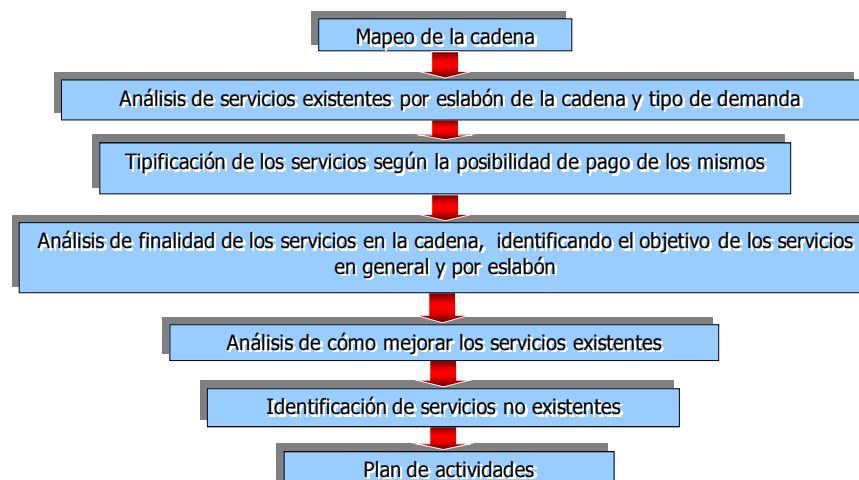 Mapeo de la cadena
Análisis de servicios existentes por eslabón de la cadena y tipo de demanda
Tipificación de los servicios según la posibilidad de pago de los mismos
Análisis de finalidad de los servicios en la cadena, identificando el objetivo de los servicios
en general y por eslabón
Análisis de cómo mejorar los servicios existentes
Identificación de servicios no existentes
Plan de actividades